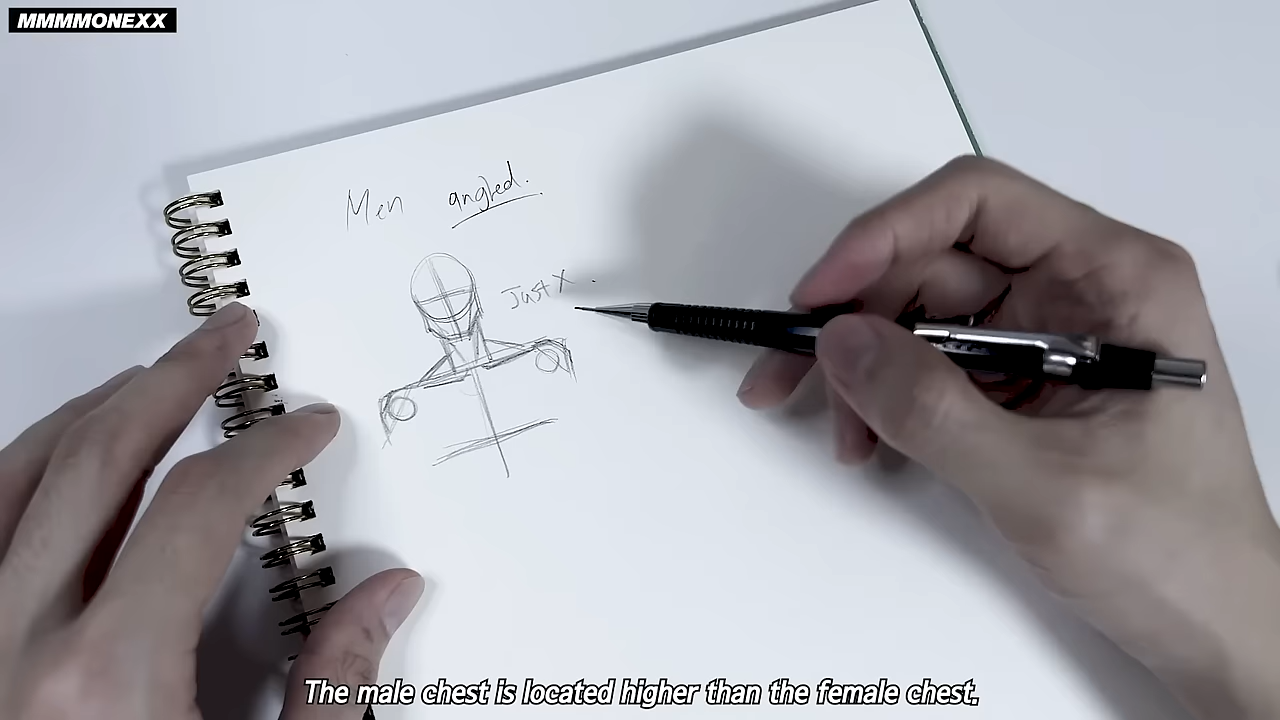 MMMMONEXX
Men angled.
Just X.
The male chest is located higher than the female chest.